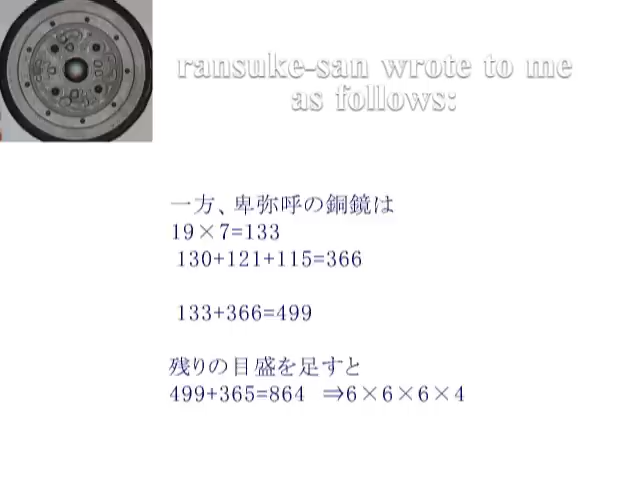 ransuke-san wrote to me
as follows:
一方、卑弥呼の銅鏡は
19×7=133
130+121+115=366
133+366=499
残りの目盛を足すと
499+365=864 ⇒6×6×6×4